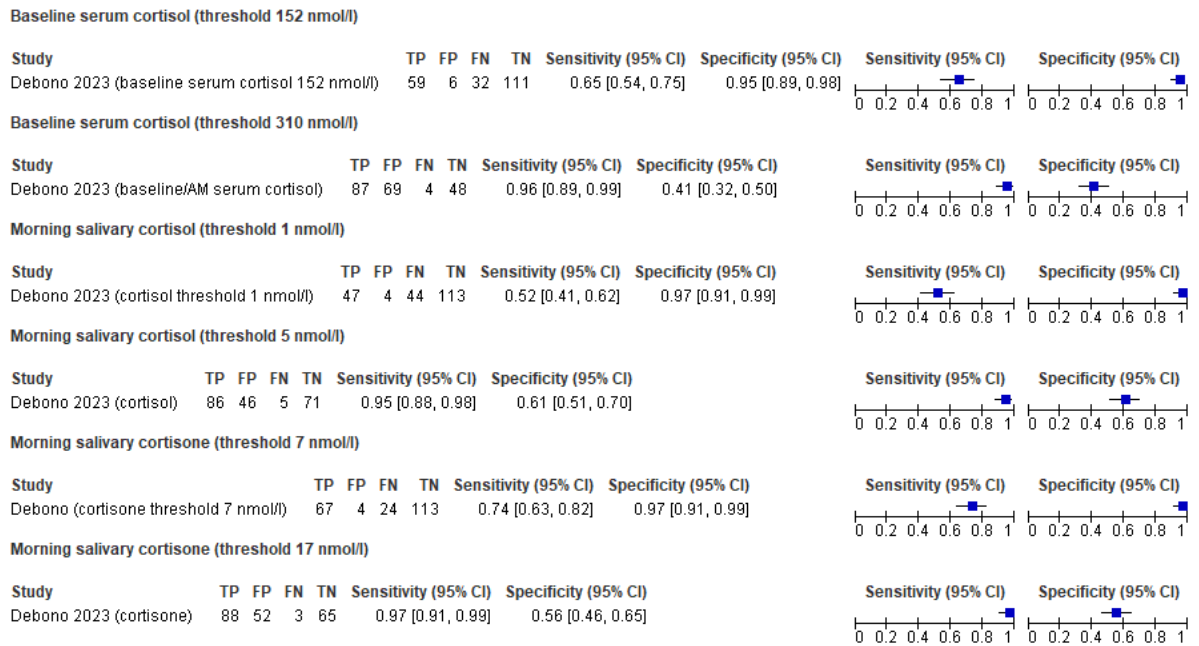 Baseline serum cortisol (threshold 152 nmol/l)
Study TP FP FN TN Sensitivity (95% CI) Specificity (95% CI) Sensitivity (95% CI) Specificity (95% CI)
Debono 2023 (baseline serum cortisol 152 nmol/l) 59 6 32 111 0.65 [0.54, 0.75] 0.95 [0.89, 0.98]
0 0.2 0.4 0.6 0.8 1 0 0.2 0.4 0.6 0.8 1
Baseline serum cortisol (threshold 310 nmol/l)
Study TP FP FN TN Sensitivity (95% CI) Specificity (95% CI) Sensitivity (95% CI) Specificity (95% CI)
Debono 2023 (baseline/AM serum cortisol) 87 69 4 48 0.96 [0.89, 0.99] 0.41 [0.32, 0.50]
0 0.2 0.4 0.6 0.8 1 0 0.2 0.4 0.6 0.8 1
Morning salivary cortisol (threshold 1 nmol/l)
Study TP FP FN TN Sensitivity (95% CI) Specificity (95% CI) Sensitivity (95% CI) Specificity (95% CI)
Debono 2023 (cortisol threshold 1 nmol/l) 47 4 44 113 0.52 [0.41, 0.62] 0.97 [0.91, 0.99]
0 0.2 0.4 0.6 0.8 1 0 0.2 0.4 0.6 0.8 1
Morning salivary cortisol (threshold 5 nmol/l)
Study TP FP FN TN Sensitivity (95% CI) Specificity (95% CI) Sensitivity (95% CI) Specificity (95% CI)
Debono 2023 (cortisol) 86 46 5 71 0.95 [0.88, 0.98] 0.61 [0.51, 0.70]
0 0.2 0.4 0.6 0.8 1 0 0.2 0.4 0.6 0.8 1
Morning salivary cortisone (threshold 7 nmol/l)
Study TP FP FN TN Sensitivity (95% CI) Specificity (95% CI) Sensitivity (95% CI) Specificity (95% CI)
Debono (cortisone threshold 7 nmol/l) 67 4 24 113 0.74 [0.63, 0.82] 0.97 [0.91, 0.99]
0 0.2 0.4 0.6 0.8 1 0 0.2 0.4 0.6 0.8 1
Morning salivary cortisone (threshold 17 nmol/l)
Study TP FP FN TN Sensitivity (95% CI) Specificity (95% CI) Sensitivity (95% CI) Specificity (95% CI)
Debono 2023 (cortisone) 88 52 3 65 0.97 [0.91, 0.99] 0.56 [0.46, 0.65]
0 0.2 0.4 0.6 0.8 1 0 0.2 0.4 0.6 0.8 1